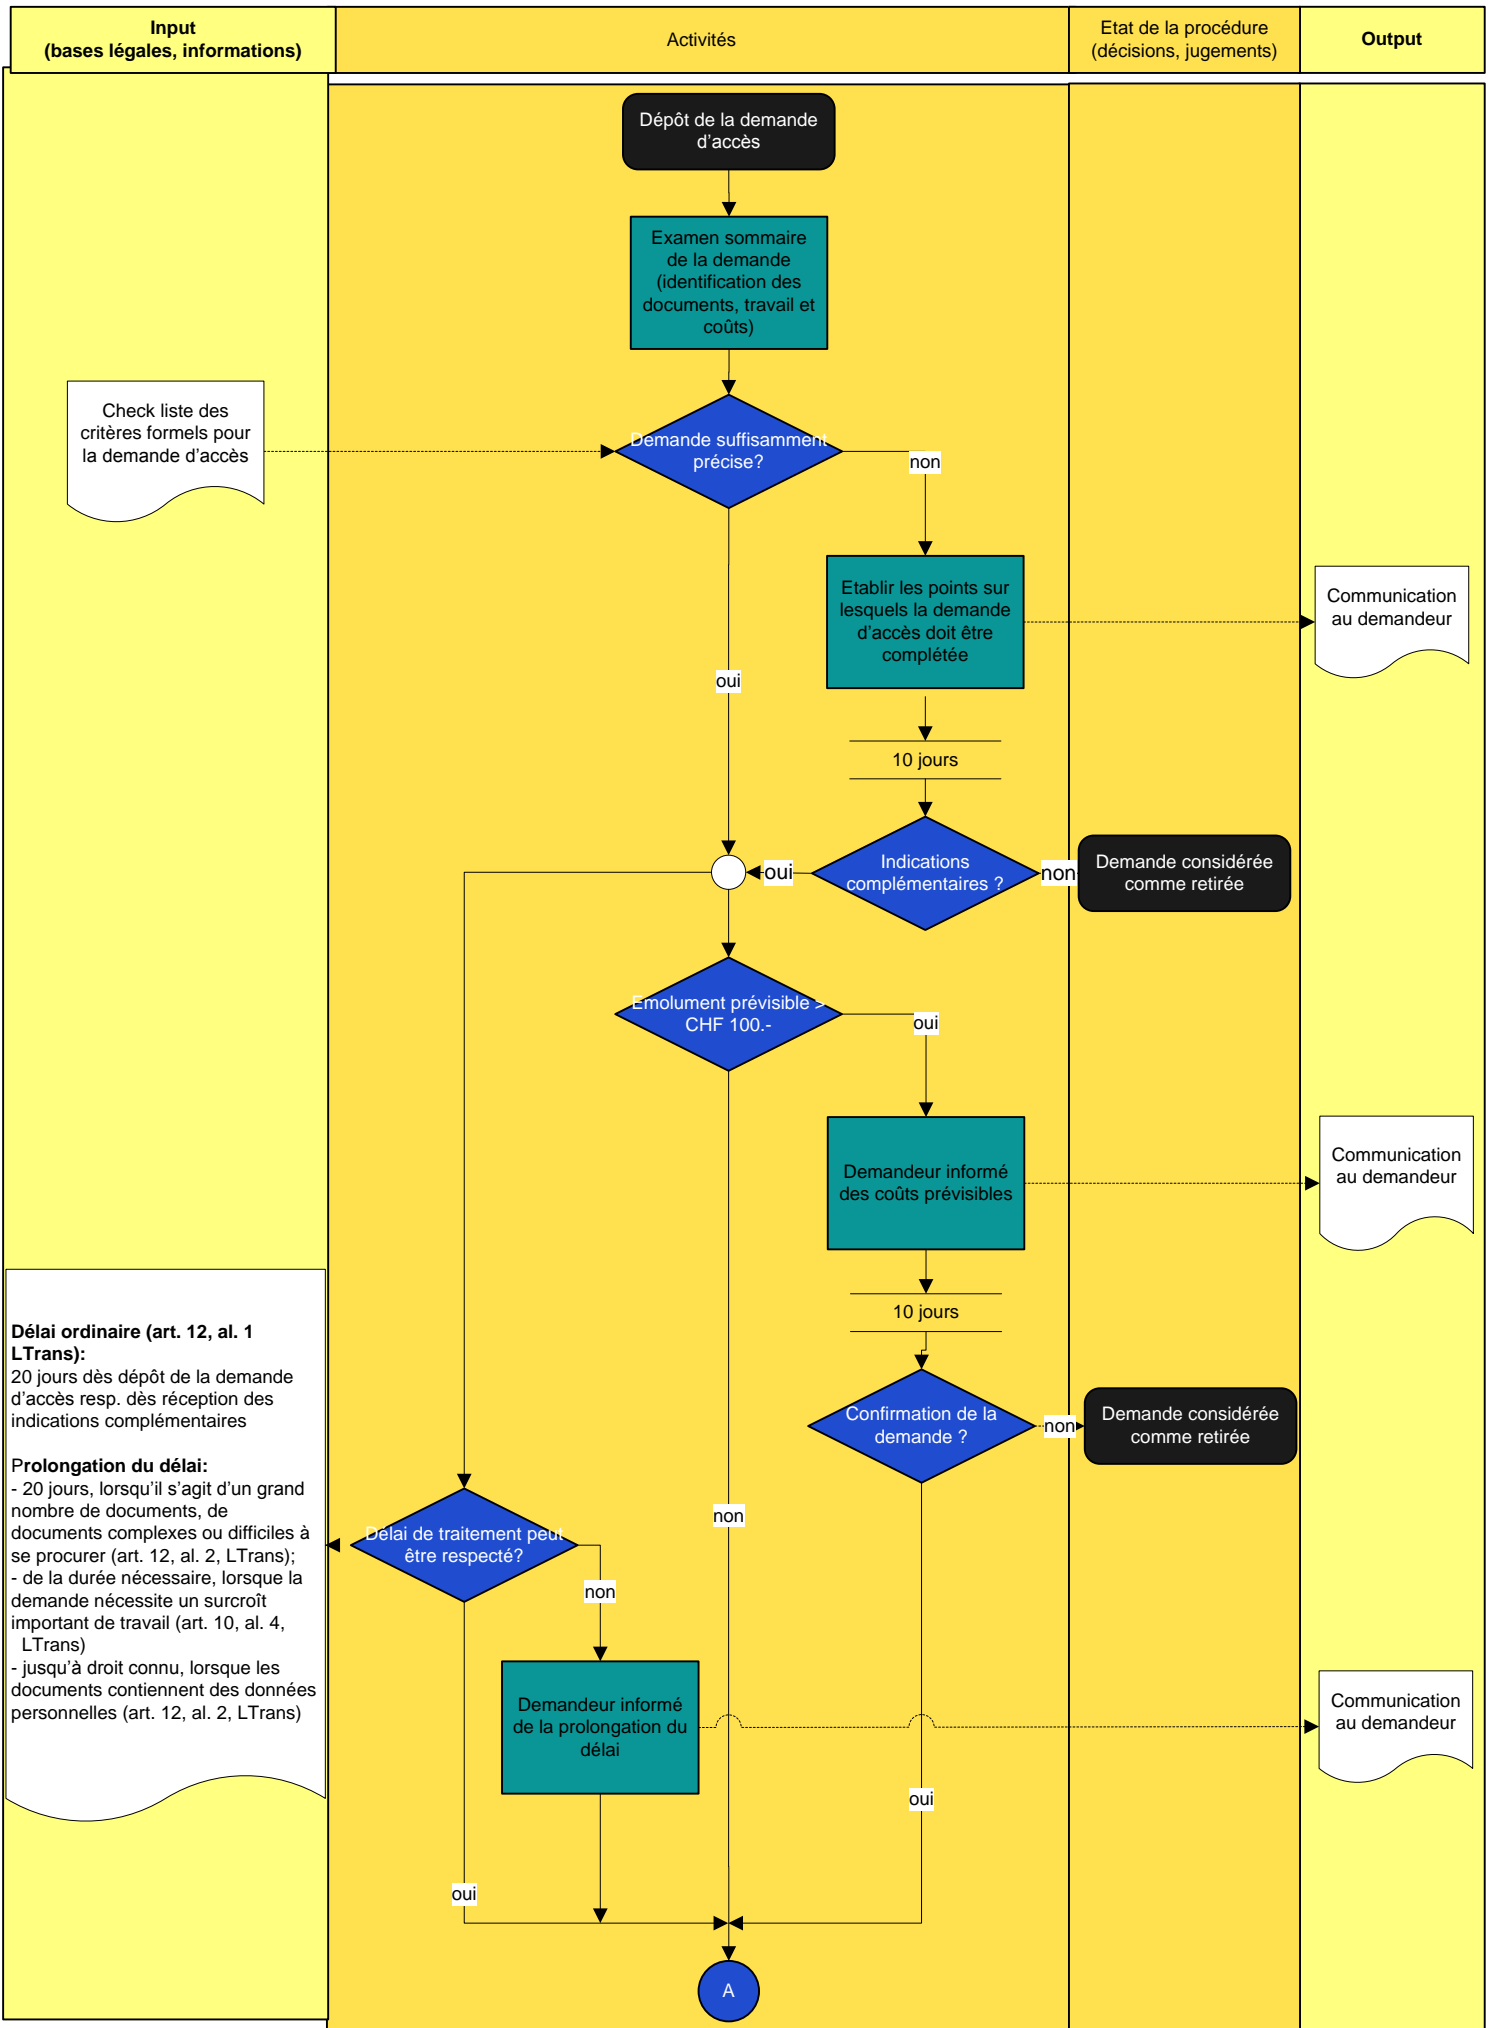 Input
(bases légales, informations)
Activités
Etat de la procédure
(décisions, jugements)
Output
Dépôt de la demande
d'accès
Examen sommaire
de la demande
(identification des
documents, travail et
coûts)
Check liste des
critères formels pour
la demande d'accès
Demande suffisamment
précise?
non
Etablir les points sur
lesquels la demande
d'accès doit être
complétée
Communication
au demandeur
oui
10 jours
Indications
complémentaires ?
oui
non
Demande considérée
comme retirée
Emolument prévisible >
CHF 100.-
oui
Demandeur informé
des coûts prévisibles
Communication
au demandeur
10 jours
Confirmation de la
demande ?
non
Demande considérée
comme retirée
Délai ordinaire (art. 12, al. 1
LTrans):
20 jours dès dépôt de la demande
d'accès resp. dès réception des
indications complémentaires
Prolongation du délai:
- 20 jours, lorsqu'il s'agit d'un grand
nombre de documents, de
documents complexes ou difficiles à
se procurer (art. 12, al. 2, LTrans);
- de la durée nécessaire, lorsque la
demande nécessite un surcroît
important de travail (art. 10, al. 4,
LTrans)
- jusqu'à droit connu, lorsque les
documents contiennent des données
personnelles (art. 12, al. 2, LTrans)
Délai de traitement peut
être respecté?
non
non
Demandeur informé
de la prolongation du
délai
Communication
au demandeur
oui
oui
A